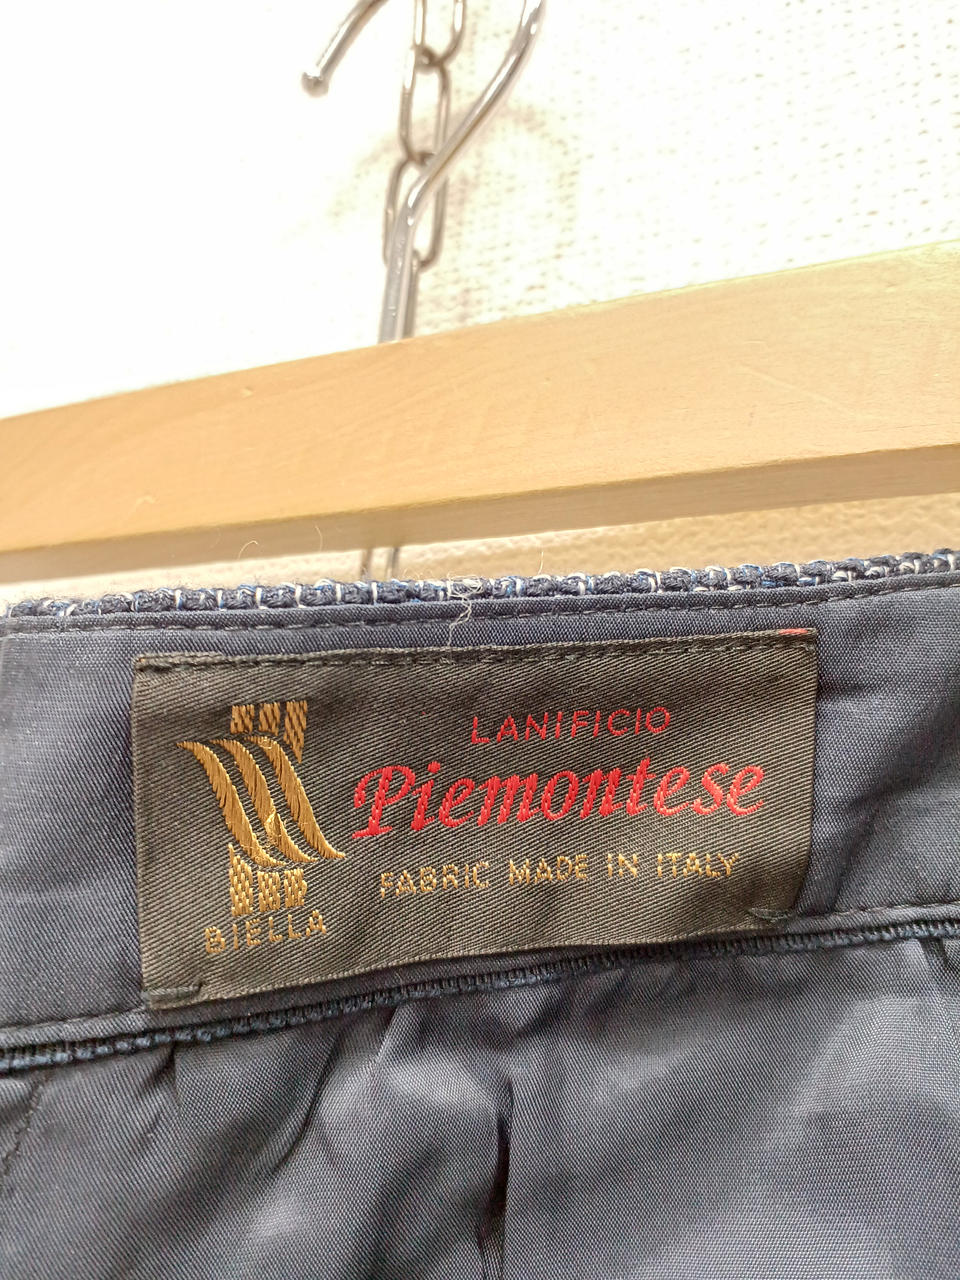 LANIFICIO
Piemontese
FABRIC MADE IN ITALY
BIELLA